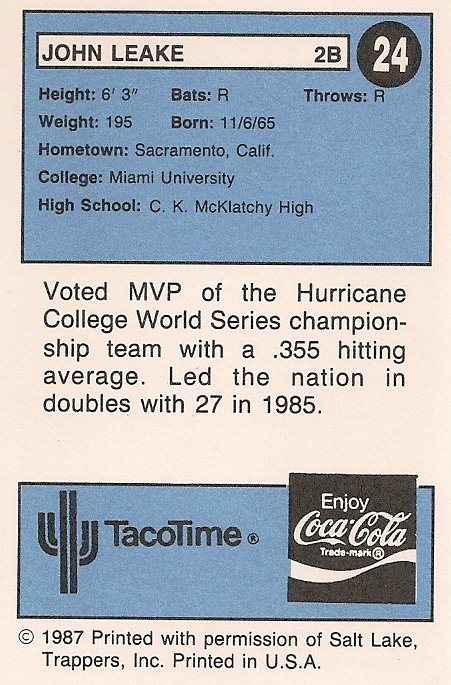 JOHN LEAKE 2B 24
Height: 6' 3" Bats: R Throws: R
Weight: 195 Born: 11/6/65
Hometown: Sacramento, Calif.
College: Miami University
High School: C. K. McKlatchy High
Voted MVP of the Hurricane
College World Series champion-
ship team with a .355 hitting
average. Led the nation in
doubles with 27 in 1985.
TacoTime ®
Enjoy
Coca-Cola
Trade-mark ®
© 1987 Printed with permission of Salt Lake,
Trappers, Inc. Printed in U.S.A.